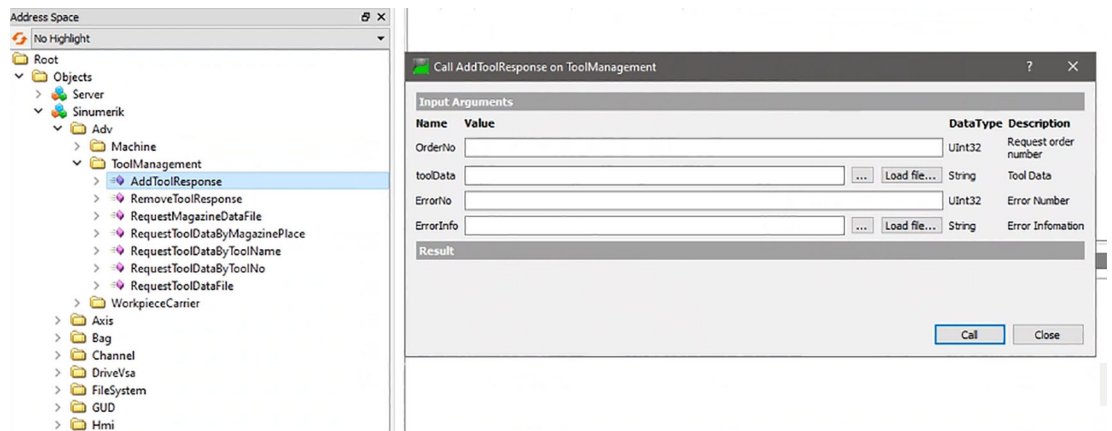 Address Space
No Highlight
Root
Objects
Server
Sinumerik
Adv
Machine
ToolManagement
AddToolResponse
RemoveToolResponse
RequestMagazineDataFile
RequestToolDataByMagazinePlace
RequestToolDataByToolName
RequestToolDataByToolNo
RequestToolDataFile
WorkpieceCarrier
Axis
Bag
Channel
DriveVsa
FileSystem
GUD
Hmi
Call AddToolResponse on ToolManagement
Input Arguments
Name Value DataType Description
OrderNo UInt32 Request order
number
toolData ... Load file... String Tool Data
ErrorNo UInt32 Error Number
ErrorInfo ... Load file... String Error Infomation
Result
Call Close